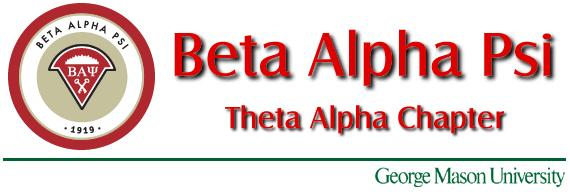 BETA ALPHA PSI
ΒΑΨ
· 1919 ·
Beta Alpha Psi
Theta Alpha Chapter
George Mason University